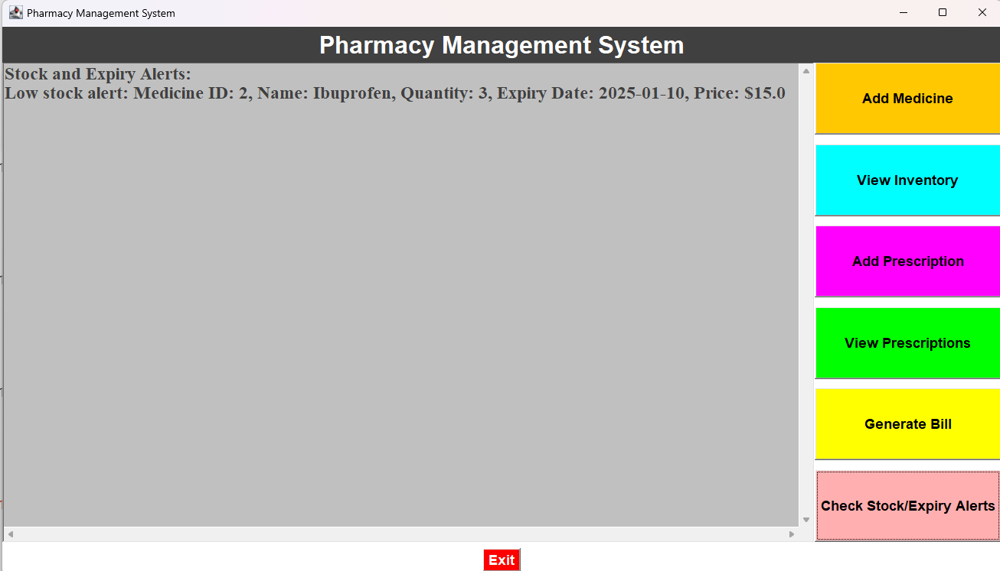 Pharmacy Management System
Pharmacy Management System
Stock and Expiry Alerts:
Low stock alert: Medicine ID: 2, Name: Ibuprofen, Quantity: 3, Expiry Date: 2025-01-10, Price: $15.0
Add Medicine
View Inventory
Add Prescription
View Prescriptions
Generate Bill
Check Stock/Expiry Alerts
Exit